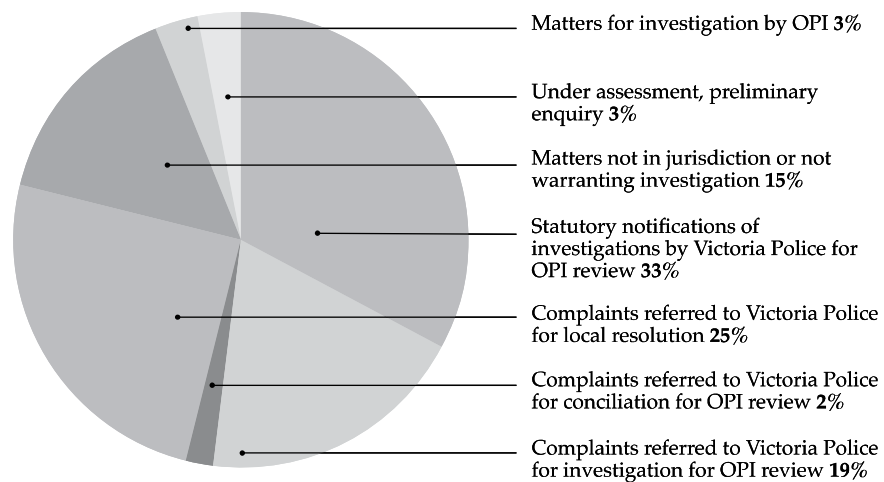 Matters for investigation by OPI 3%
Under assessment, preliminary
enquiry 3%
Matters not in jurisdiction or not
warranting investigation 15%
Statutory notifications of
investigations by Victoria Police for
OPI review 33%
Complaints referred to Victoria Police
for local resolution 25%
Complaints referred to Victoria Police
for conciliation for OPI review 2%
Complaints referred to Victoria Police
for investigation for OPI review 19%